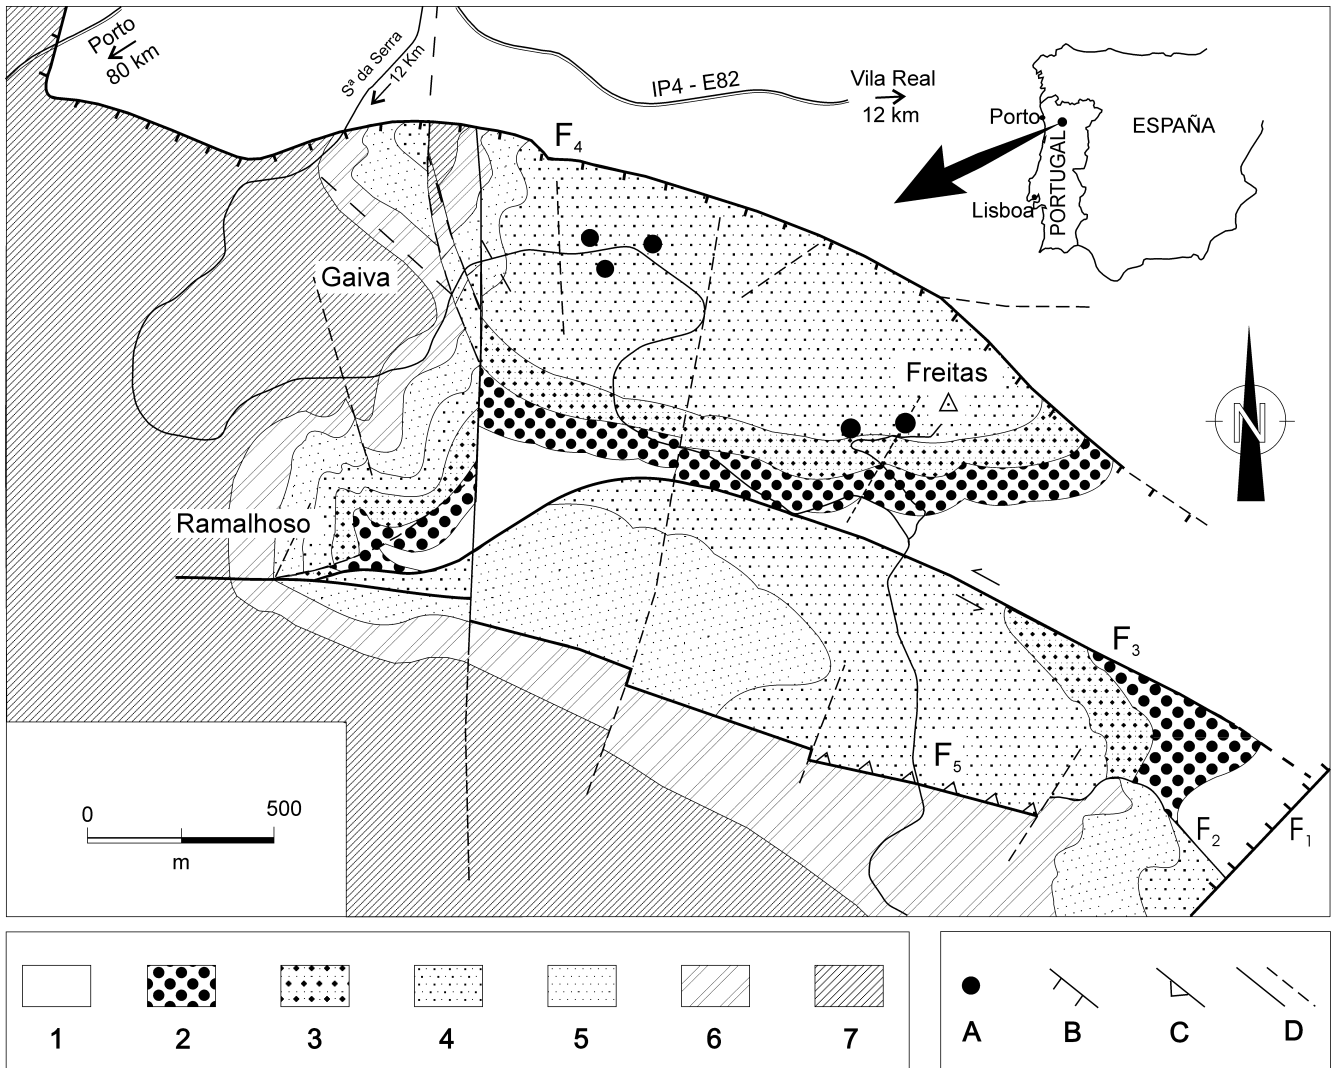 Porto
80 km
Sª da Serra
12 Km
IP4 - E82
Vila Real
12 km
Porto
ESPAÑA
PORTUGAL
Lisboa
F4
Gaiva
Freitas
N
Ramalhoso
F3
F5
F2
F1
0
500
m
1
2
3
4
5
6
7
A
B
C
D